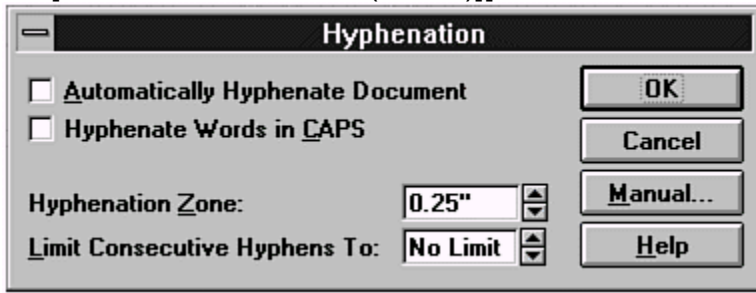 Hyphenation
Automatically Hyphenate Document
Hyphenate Words in CAPS
Hyphenation Zone: 0.25"
Limit Consecutive Hyphens To: No Limit
OK
Cancel
Manual...
Help